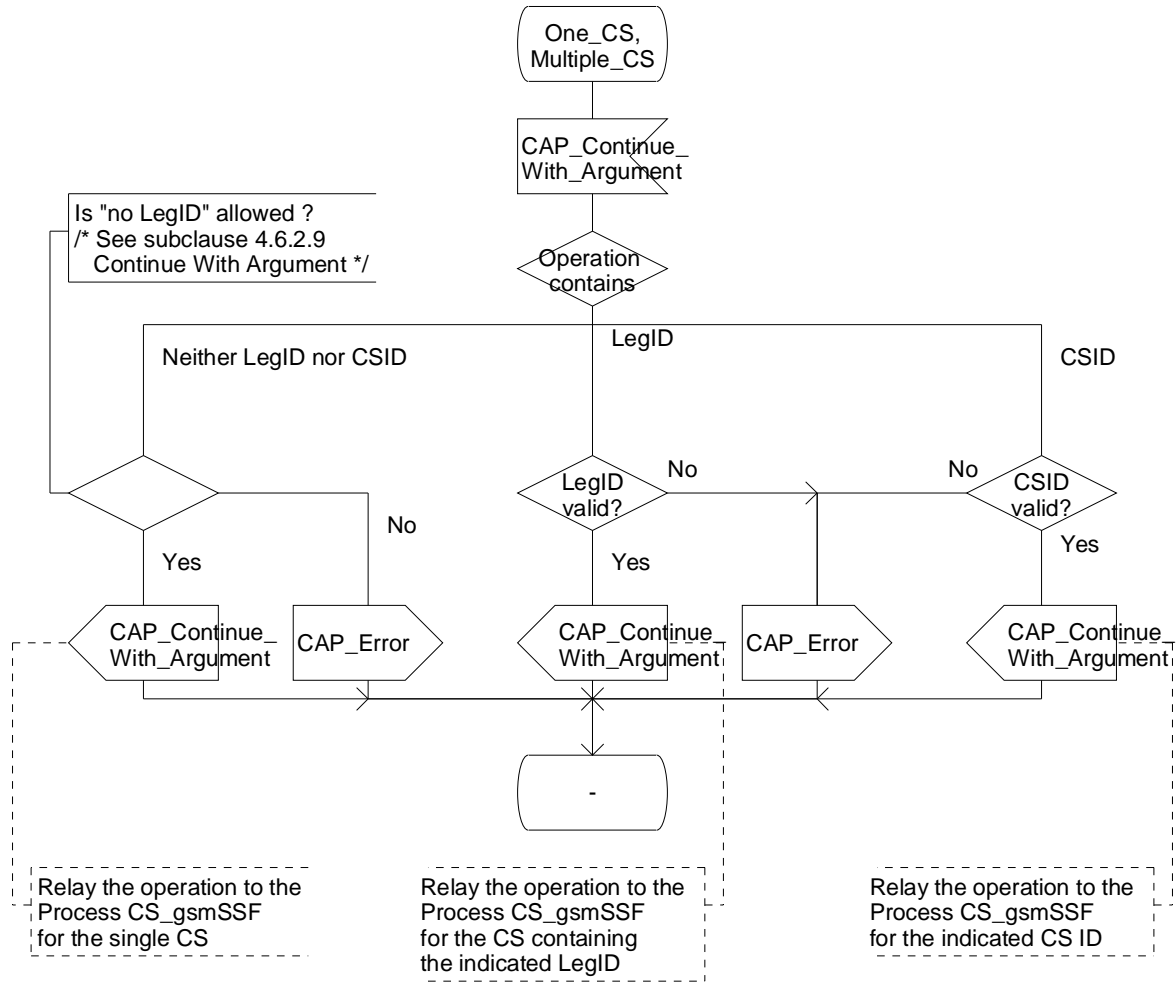 One_CS,
Multiple_CS
CAP_Continue_
With_Argument
Is "no LegID" allowed ?
/* See subclause 4.6.2.9
Continue With Argument */
Operation
contains
Neither LegID nor CSID
LegID
CSID
No
LegID
valid?
No
No
CSID
valid?
Yes
Yes
Yes
CAP_Continue_
With_Argument
CAP_Error
CAP_Continue_
With_Argument
CAP_Error
CAP_Continue_
With_Argument
-
Relay the operation to the
Process CS_gsmSSF
for the single CS
Relay the operation to the
Process CS_gsmSSF
for the CS containing
the indicated LegID
Relay the operation to the
Process CS_gsmSSF
for the indicated CS ID